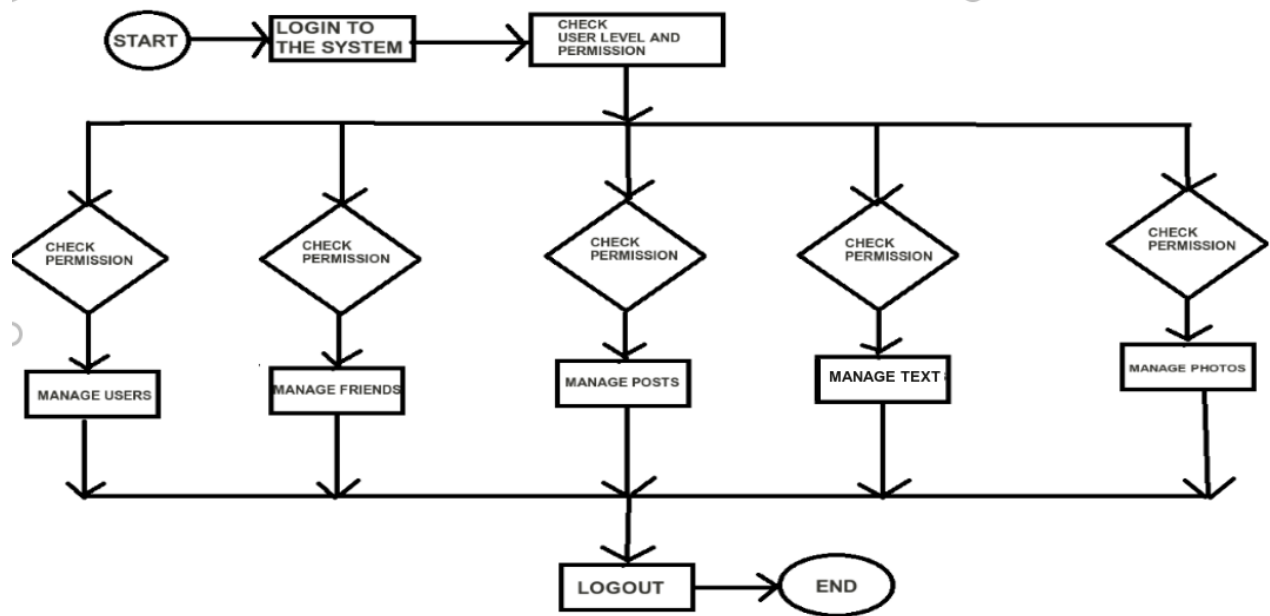 START
LOGIN TO
THE SYSTEM
CHECK
USER LEVEL AND
PERMISSION
CHECK
PERMISSION
CHECK
PERMISSION
CHECK
PERMISSION
CHECK
PERMISSION
CHECK
PERMISSION
MANAGE USERS
MANAGE FRIENDS
MANAGE POSTS
MANAGE TEXT
MANAGE PHOTOS
LOGOUT
END